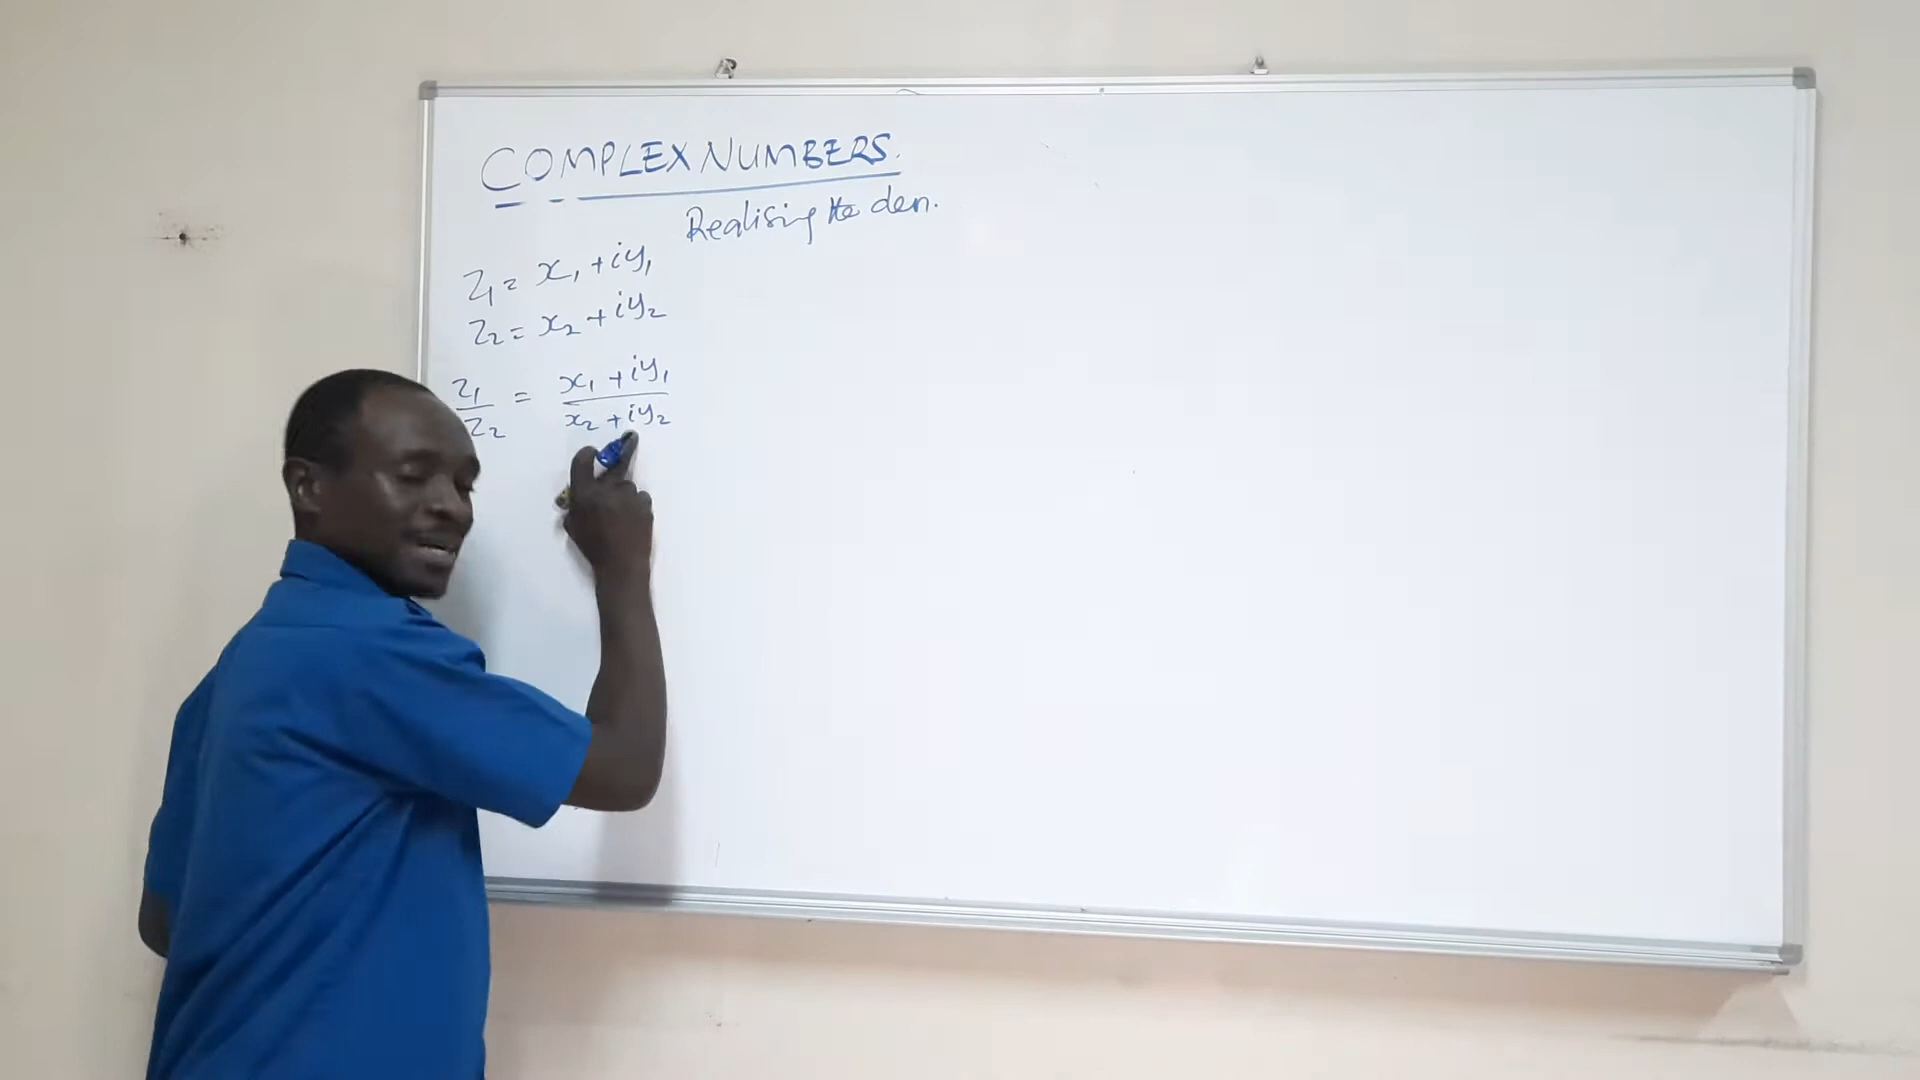 COMPLEX NUMBERS.
Realising the den.
Z₁ = x₁ + iy₁
Z₂ = x₂ + iy₂
Z₁/Z₂ = (x₁ + iy₁)/(x₂ + iy₂)